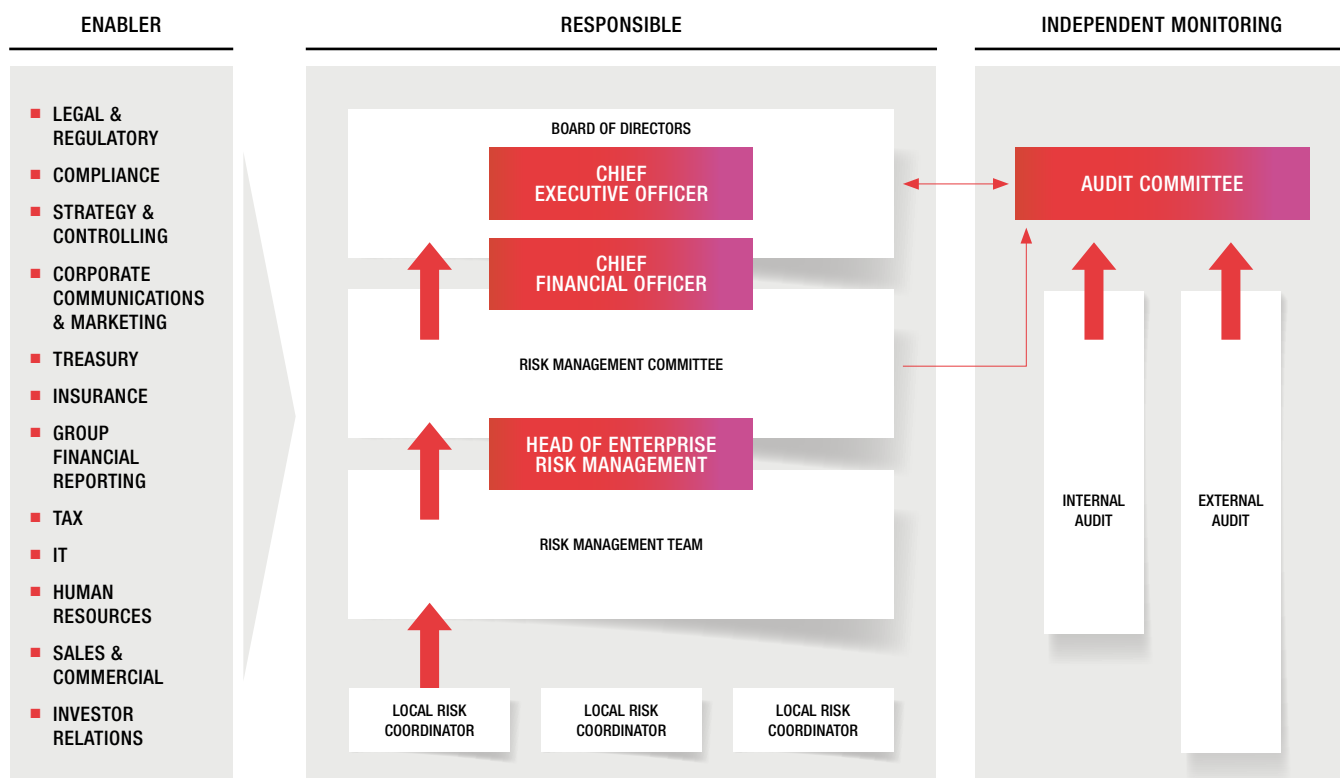 ENABLER
LEGAL &
REGULATORY
COMPLIANCE
STRATEGY &
CONTROLLING
CORPORATE
COMMUNICATIONS
& MARKETING
TREASURY
INSURANCE
GROUP
FINANCIAL
REPORTING
TAX
IT
HUMAN
RESOURCES
SALES &
COMMERCIAL
INVESTOR
RELATIONS
RESPONSIBLE
BOARD OF DIRECTORS
CHIEF
EXECUTIVE OFFICER
CHIEF
FINANCIAL OFFICER
RISK MANAGEMENT COMMITTEE
HEAD OF ENTERPRISE
RISK MANAGEMENT
RISK MANAGEMENT TEAM
LOCAL RISK
COORDINATOR
LOCAL RISK
COORDINATOR
LOCAL RISK
COORDINATOR
INDEPENDENT MONITORING
AUDIT COMMITTEE
INTERNAL
AUDIT
EXTERNAL
AUDIT